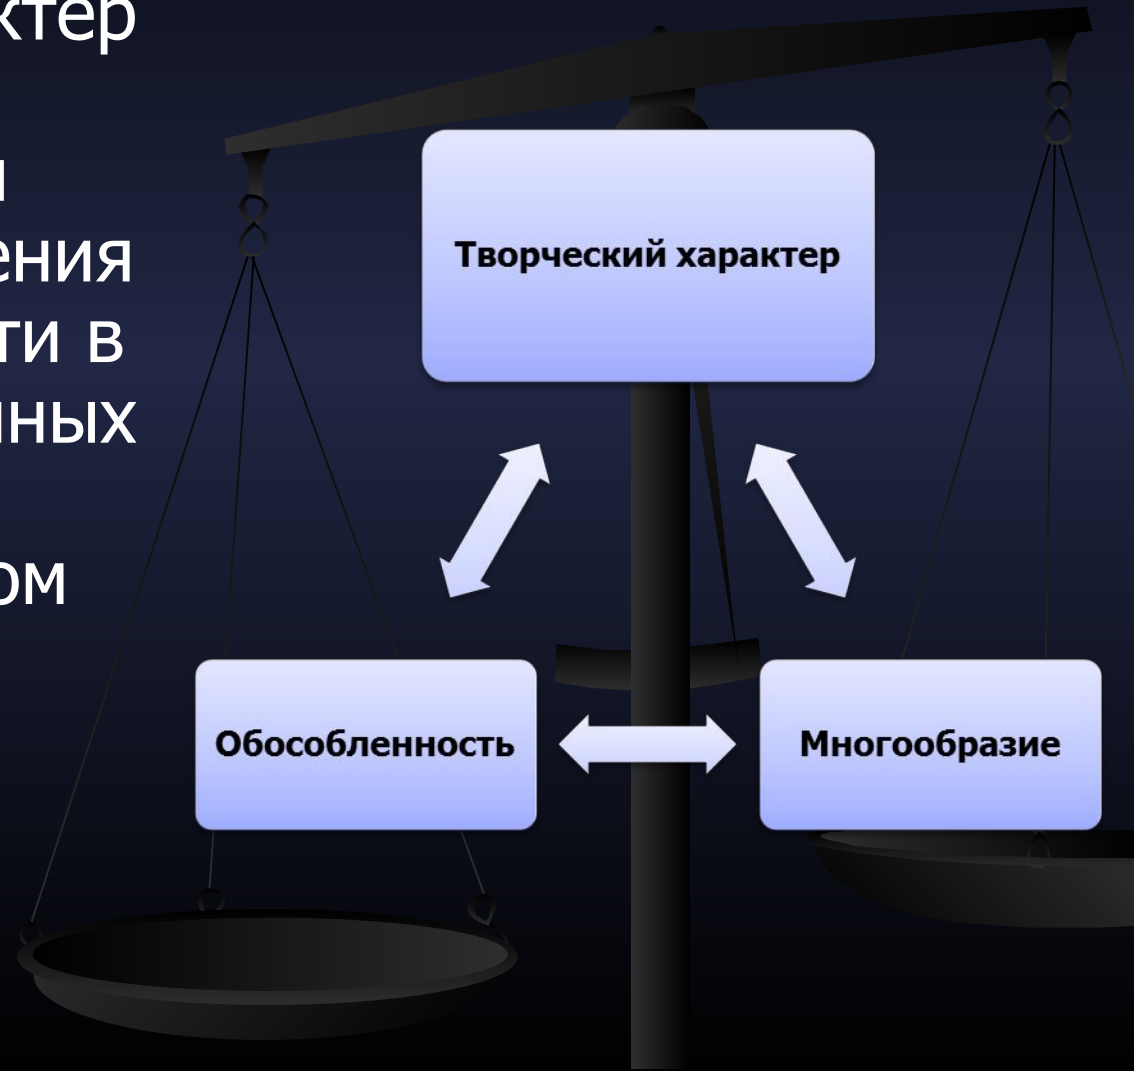 ктер
и
ения
ти в
нных
ом
Творческий характер
Обособленность
Многообразие